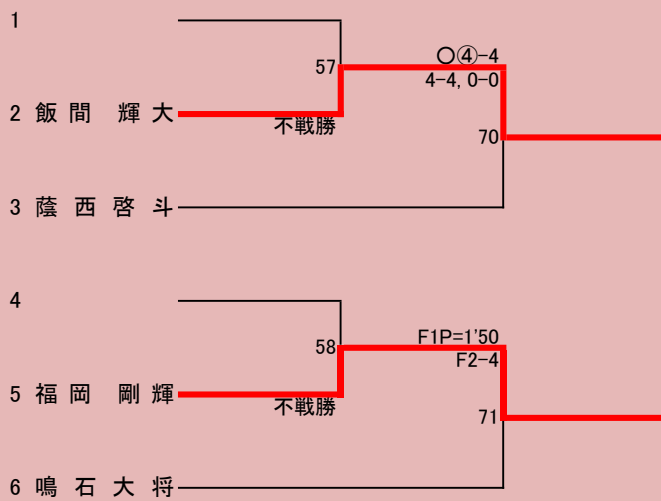 1
57
○④-4
4-4, 0-0
2 飯間 輝大
不戦勝
70
3 蔭西啓斗
4
58
F1P=1'50
F2-4
5 福岡 剛輝
不戦勝
71
6 鳴石大将